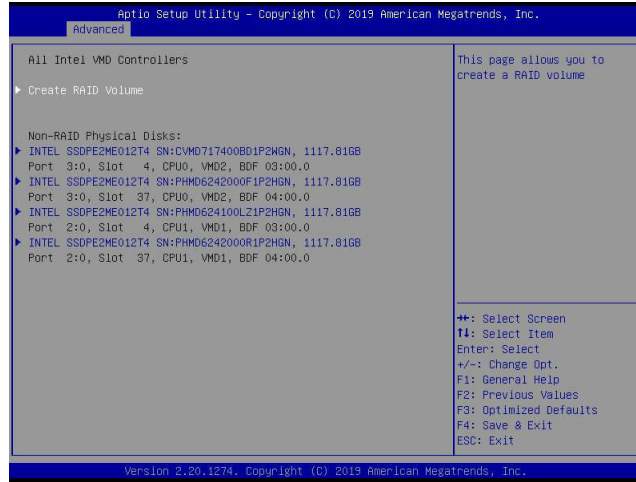 Aptio Setup Utility – Copyright (C) 2019 American Megatrends, Inc.
Advanced
All Intel VMD Controllers
Create RAID Volume
Non-RAID Physical Disks:
INTEL SSDPE2ME012T4 SN:CVMD717400BD1P2WGN, 1117.81GB
Port 3:0, Slot 4, CPU0, VMD2, BDF 03:00.0
INTEL SSDPE2ME012T4 SN:PHMD6242000F1P2HGN, 1117.81GB
Port 3:0, Slot 37, CPU0, VMD2, BDF 04:00.0
INTEL SSDPE2ME012T4 SN:PHMD624100LZ1P2HGN, 1117.81GB
Port 2:0, Slot 4, CPU1, VMD1, BDF 03:00.0
INTEL SSDPE2ME012T4 SN:PHMD6242000R1P2HGN, 1117.81GB
Port 2:0, Slot 37, CPU1, VMD1, BDF 04:00.0
This page allows you to
create a RAID volume
→←: Select Screen
↑↓: Select Item
Enter: Select
+/-: Change Opt.
F1: General Help
F2: Previous Values
F3: Optimized Defaults
F4: Save & Exit
ESC: Exit
Version 2.20.1274. Copyright (C) 2019 American Megatrends, Inc.